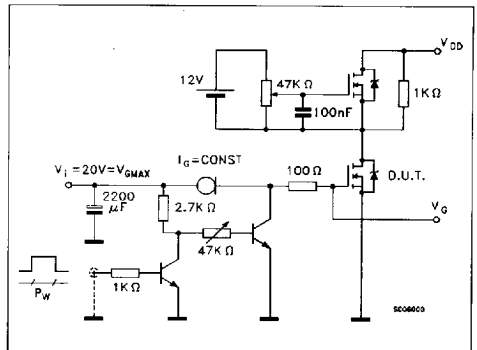 V_DD
12V
47KΩ
1KΩ
100nF
V_i =20V=V_GMAX
I_G=CONST
100Ω
D.U.T.
2200
μF
2.7KΩ
V_G
47KΩ
1KΩ
P_W